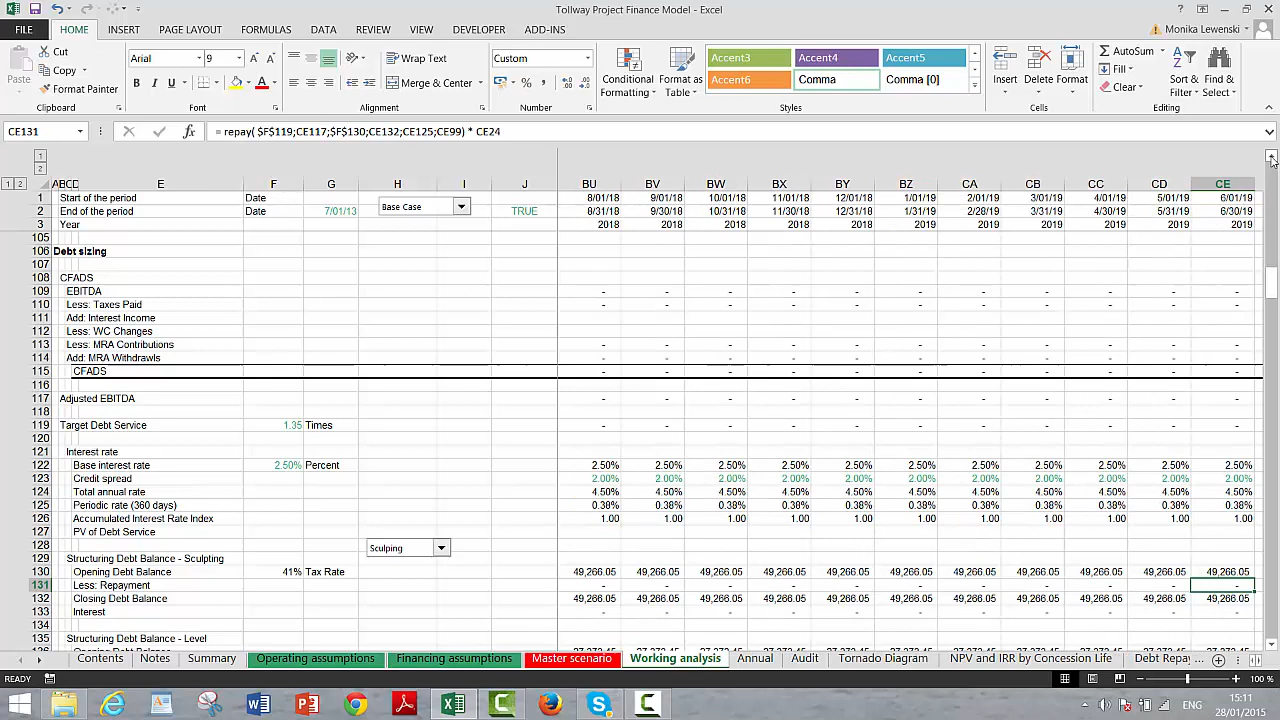 Tollway Project Finance Model - Excel
FILE HOME INSERT PAGE LAYOUT FORMULAS DATA REVIEW VIEW DEVELOPER ADD-INS Monika Lewenski
Paste Cut Copy Format Painter
Arial 9 Wrap Text Merge & Center Custom
B I U % ,
Conditional Formatting Format as Table
Accent3 Accent4 Accent5
Accent6 Comma Comma [0]
Insert Delete Format
AutoSum Fill Clear Sort & Filter Find & Select
Clipboard Font Alignment Number Styles Cells Editing
CE131 fx = repay( $F$119;CE117;$F$130;CE132;CE125;CE99) * CE24
1
2
1 2 A B C D E F G H I J BU BV BW BX BY BZ CA CB CC CD CE
1 Start of the period Date 8/01/18 9/01/18 10/01/18 11/01/18 12/01/18 1/01/19 2/01/19 3/01/19 4/01/19 5/01/19 6/01/19
2 End of the period Date 7/01/13 Base Case TRUE 8/31/18 9/30/18 10/31/18 11/30/18 12/31/18 1/31/19 2/28/19 3/31/19 4/30/19 5/31/19 6/30/19
3 Year 2018 2018 2018 2018 2018 2019 2019 2019 2019 2019 2019
105
106 Debt sizing
107
108 CFADS
109 EBITDA - - - - - - - - - - -
110 Less: Taxes Paid - - - - - - - - - - -
111 Add: Interest Income
112 Less: WC Changes
113 Less: MRA Contributions - - - - - - - - - - -
114 Add: MRA Withdrawls - - - - - - - - - - -
115 CFADS - - - - - - - - - - -
116
117 Adjusted EBITDA - - - - - - - - - - -
118
119 Target Debt Service 1.35 Times - - - - - - - - - - -
120
121 Interest rate
122 Base interest rate 2.50% Percent 2.50% 2.50% 2.50% 2.50% 2.50% 2.50% 2.50% 2.50% 2.50% 2.50% 2.50%
123 Credit spread 2.00% 2.00% 2.00% 2.00% 2.00% 2.00% 2.00% 2.00% 2.00% 2.00% 2.00%
124 Total annual rate 4.50% 4.50% 4.50% 4.50% 4.50% 4.50% 4.50% 4.50% 4.50% 4.50% 4.50%
125 Periodic rate (360 days) 0.38% 0.38% 0.38% 0.38% 0.38% 0.38% 0.38% 0.38% 0.38% 0.38% 0.38%
126 Accumulated Interest Rate Index 1.00 1.00 1.00 1.00 1.00 1.00 1.00 1.00 1.00 1.00 1.00
127 PV of Debt Service
128 Sculping
129 Structuring Debt Balance - Sculpting
130 Opening Debt Balance 41% Tax Rate 49,266.05 49,266.05 49,266.05 49,266.05 49,266.05 49,266.05 49,266.05 49,266.05 49,266.05 49,266.05 49,266.05
131 Less: Repayment - - - - - - - - - - -
132 Closing Debt Balance 49,266.05 49,266.05 49,266.05 49,266.05 49,266.05 49,266.05 49,266.05 49,266.05 49,266.05 49,266.05 49,266.05
133 Interest - - - - - - - - - - -
134
135 Structuring Debt Balance - Level
Contents Notes Summary Operating assumptions Financing assumptions Master scenario Working analysis Annual Audit Tornado Diagram NPV and IRR by Concession Life Debt Repay ...
READY 100 %
ENG 15:11
28/01/2015